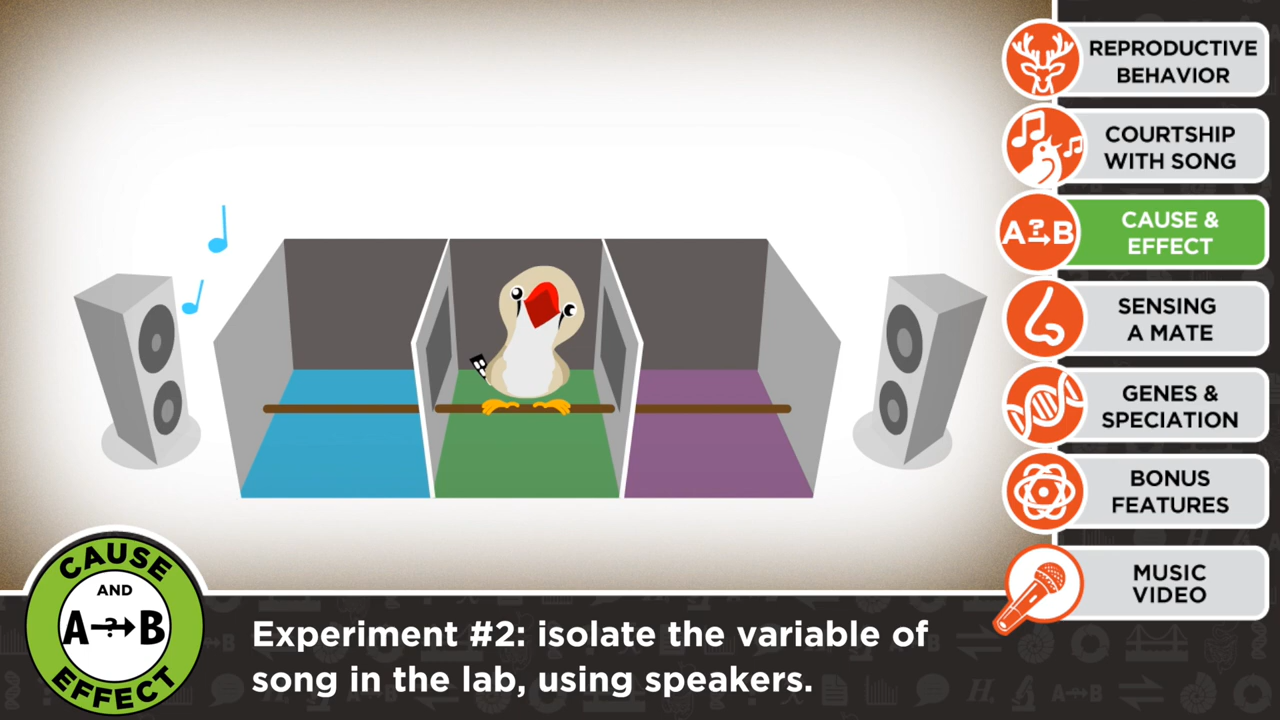 REPRODUCTIVE
BEHAVIOR
COURTSHIP
WITH SONG
A?B
CAUSE &
EFFECT
SENSING
A MATE
GENES &
SPECIATION
BONUS
FEATURES
MUSIC
VIDEO
CAUSE
AND
A?B
EFFECT
Experiment #2: isolate the variable of
song in the lab, using speakers.